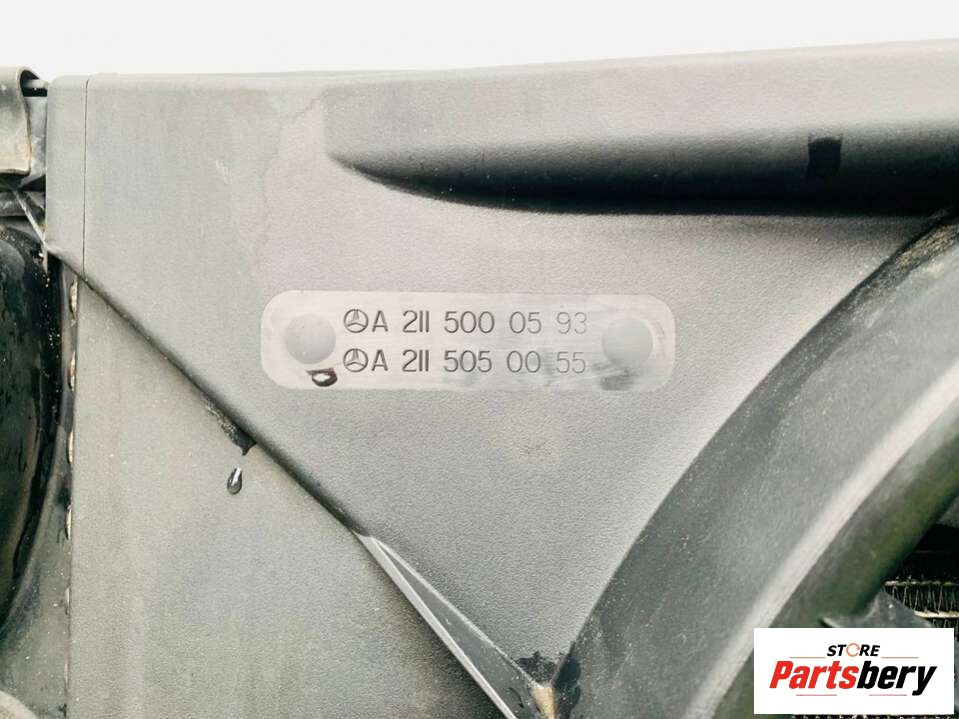 A 211 500 05 93
A 211 505 00 55
STORE
Partsbery